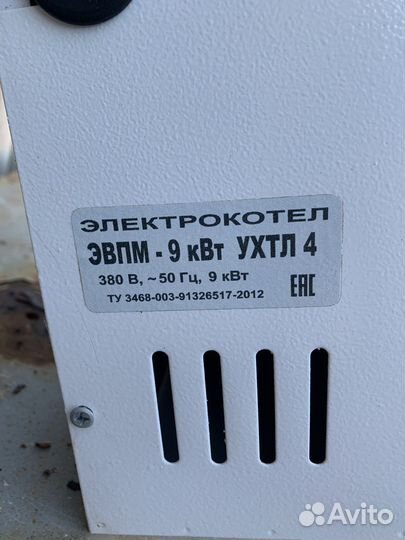 ЭЛЕКТРОКОТЕЛ
ЭВПМ - 9 кВт УХТЛ 4
380 В, ~50 Гц, 9 кВт
ТУ 3468-003-91326517-2012
ЕАС
Avito